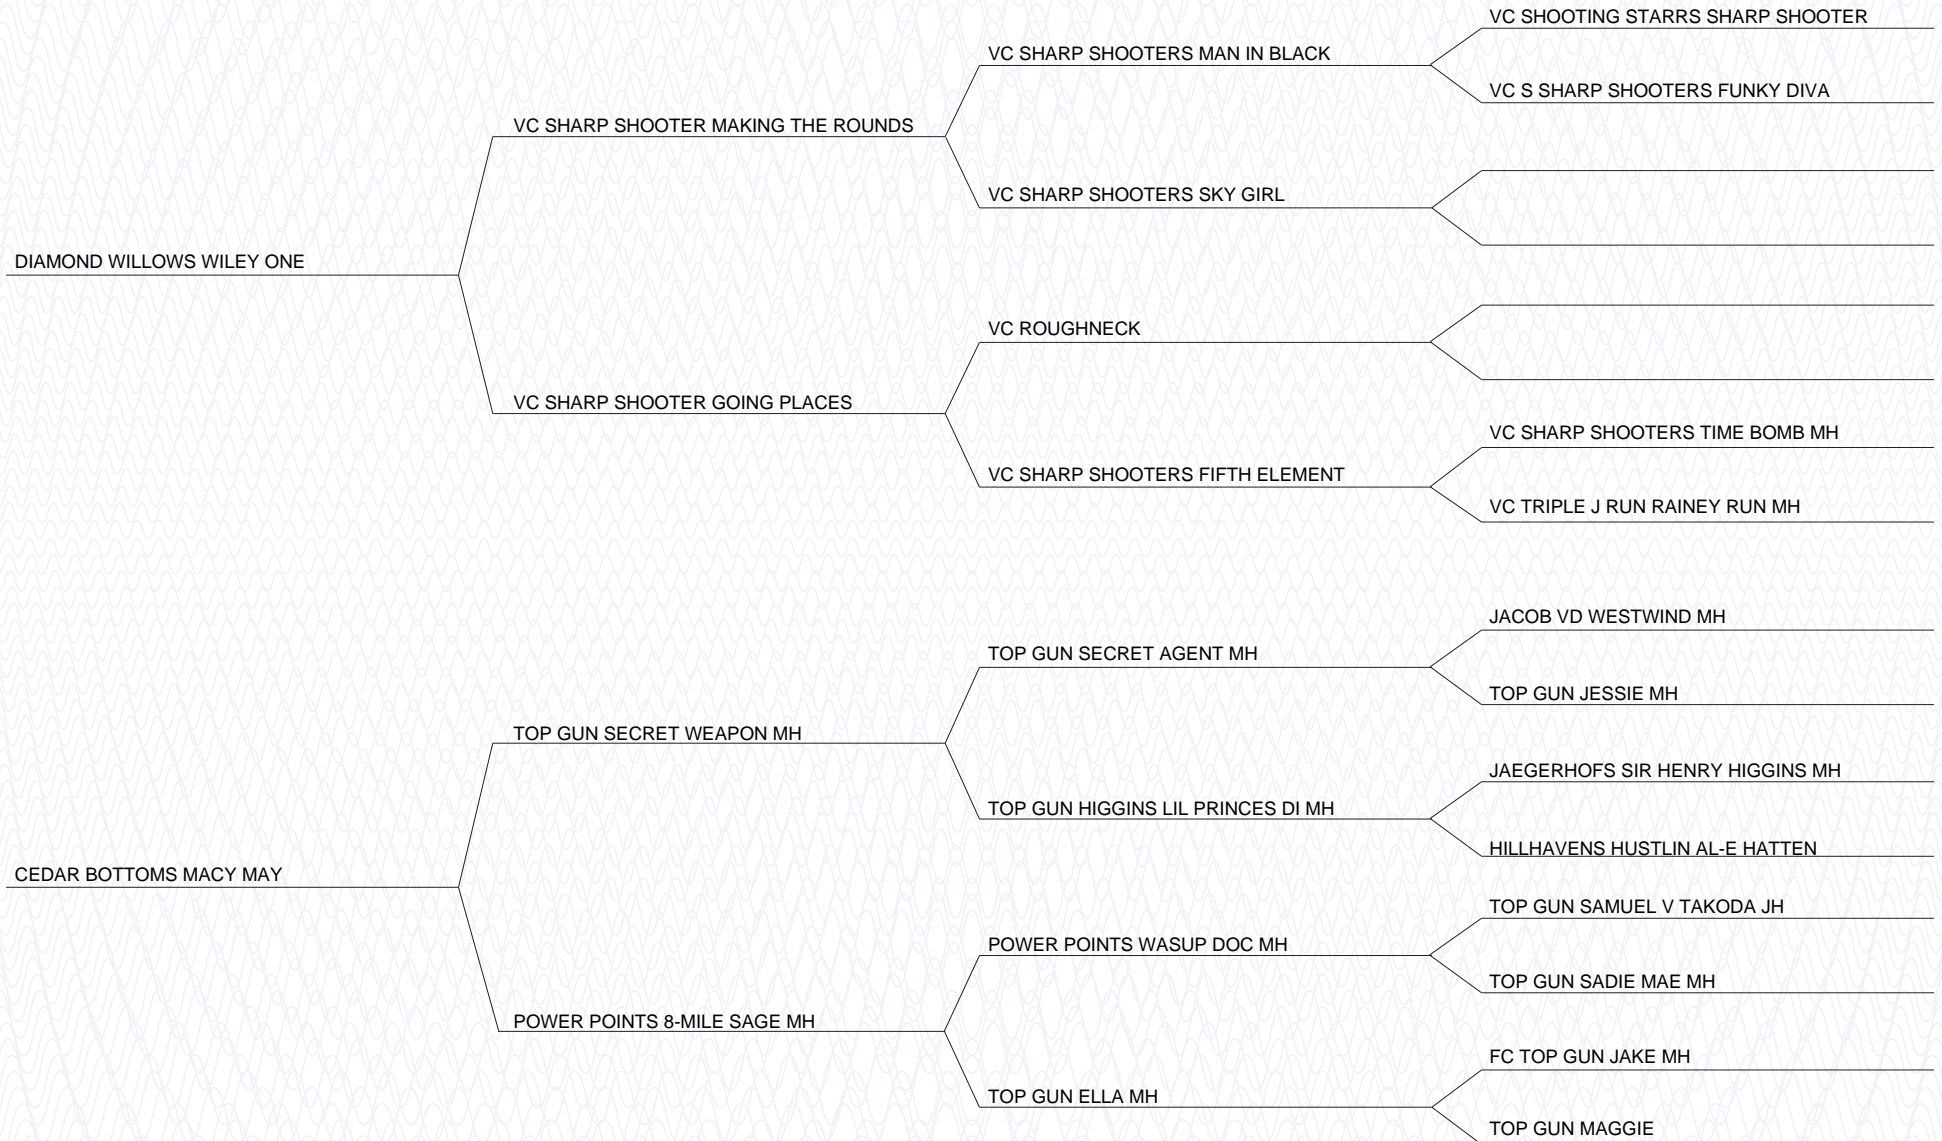 VC SHOOTING STARRS SHARP SHOOTER
VC SHARP SHOOTERS MAN IN BLACK
VC S SHARP SHOOTERS FUNKY DIVA
VC SHARP SHOOTER MAKING THE ROUNDS
VC SHARP SHOOTERS SKY GIRL
DIAMOND WILLOWS WILEY ONE
VC ROUGHNECK
VC SHARP SHOOTER GOING PLACES
VC SHARP SHOOTERS TIME BOMB MH
VC SHARP SHOOTERS FIFTH ELEMENT
VC TRIPLE J RUN RAINEY RUN MH
JACOB VD WESTWIND MH
TOP GUN SECRET AGENT MH
TOP GUN JESSIE MH
TOP GUN SECRET WEAPON MH
JAEGERHOFS SIR HENRY HIGGINS MH
TOP GUN HIGGINS LIL PRINCES DI MH
HILLHAVENS HUSTLIN AL-E HATTEN
CEDAR BOTTOMS MACY MAY
TOP GUN SAMUEL V TAKODA JH
POWER POINTS WASUP DOC MH
TOP GUN SADIE MAE MH
POWER POINTS 8-MILE SAGE MH
FC TOP GUN JAKE MH
TOP GUN ELLA MH
TOP GUN MAGGIE